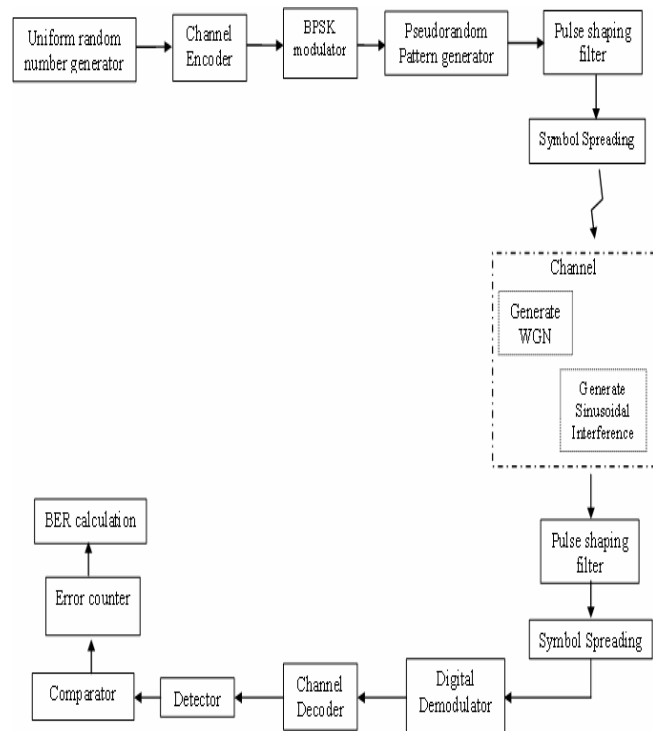 Uniform random
number generator
Channel
Encoder
BPSK
modulator
Pseudorandom
Pattern generator
Pulse shaping
filter
Symbol Spreading
Channel
Generate
WGN
Generate
Sinusoidal
Interference
Pulse shaping
filter
Symbol Spreading
Digital
Demodulator
Channel
Decoder
Detector
Comparator
Error counter
BER calculation